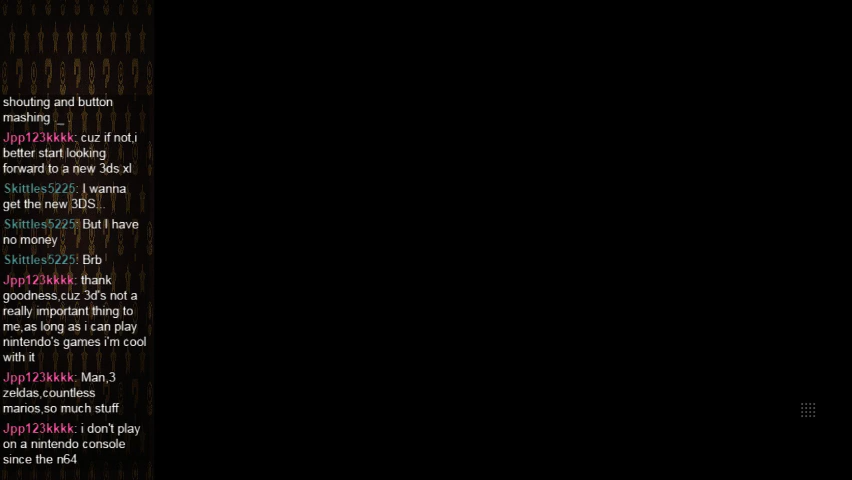 shouting and button
mashing _
Jpp123kkkk: cuz if not,i
better start looking
forward to a new 3ds xl
Skittles5225: I wanna
get the new 3DS...
Skittles5225: But I have
no money
Skittles5225: Brb
Jpp123kkkk: thank
goodness,cuz 3d's not a
really important thing to
me,as long as i can play
nintendo's games i'm cool
with it
Jpp123kkkk: Man,3
zeldas,countless
marios,so much stuff
Jpp123kkkk: i don't play
on a nintendo console
since the n64